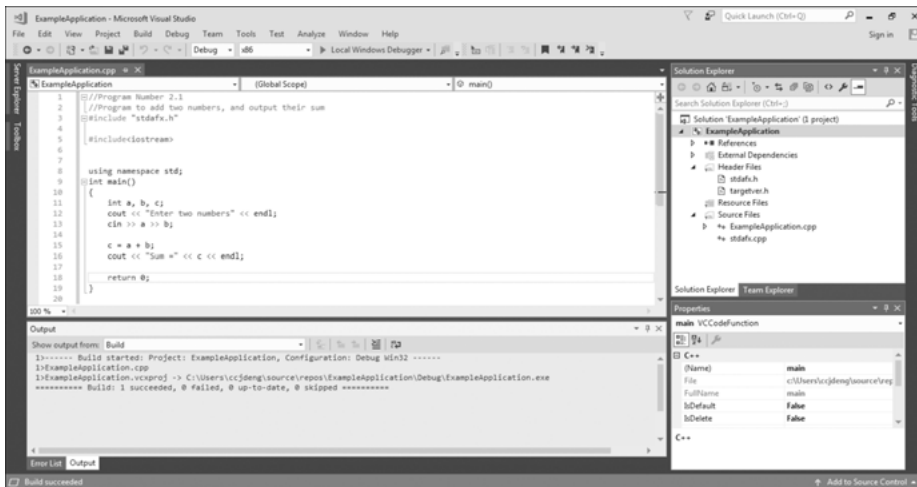 ExampleApplication - Microsoft Visual Studio
Quick Launch (Ctrl+Q)
File Edit View Project Build Debug Team Tools Test Analyze Window Help
Sign in
Debug x86 Local Windows Debugger
Server Explorer
Toolbox
ExampleApplication.cpp
ExampleApplication (Global Scope) main()
1 //Program Number 2.1
2 //Program to add two numbers, and output their sum
3 #include "stdafx.h"
4
5 #include<iostream>
6
7
8 using namespace std;
9 int main()
10 {
11 int a, b, c;
12 cout << "Enter two numbers" << endl;
13 cin >> a >> b;
14
15 c = a + b;
16 cout << "Sum =" << c << endl;
17
18 return 0;
19 }
20
100 %
Output
Show output from: Build
1>------ Build started: Project: ExampleApplication, Configuration: Debug Win32 ------
1>ExampleApplication.cpp
1>ExampleApplication.vcxproj -> C:\Users\ccjdeng\source\repos\ExampleApplication\Debug\ExampleApplication.exe
========== Build: 1 succeeded, 0 failed, 0 up-to-date, 0 skipped ==========
Error List Output
Solution Explorer
Search Solution Explorer (Ctrl+;)
Solution 'ExampleApplication' (1 project)
ExampleApplication
References
External Dependencies
Header Files
stdafx.h
targetver.h
Resource Files
Source Files
ExampleApplication.cpp
stdafx.cpp
Solution Explorer Team Explorer
Properties
main VCCodeFunction
C++
(Name) main
File c:\Users\ccjdeng\source\rep
FullName main
IsDefault False
IsDelete False
C++
Diagnostic Tools
Build succeeded
Add to Source Control